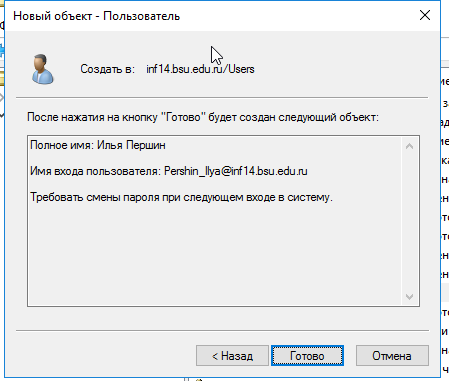 Новый объект - Пользователь
Создать в: inf14.bsu.edu.ru/Users
После нажатия на кнопку "Готово" будет создан следующий объект:
Полное имя: Илья Першин
Имя входа пользователя: Pershin_Ilya@inf14.bsu.edu.ru
Требовать смены пароля при следующем входе в систему.
< Назад
Готово
Отмена